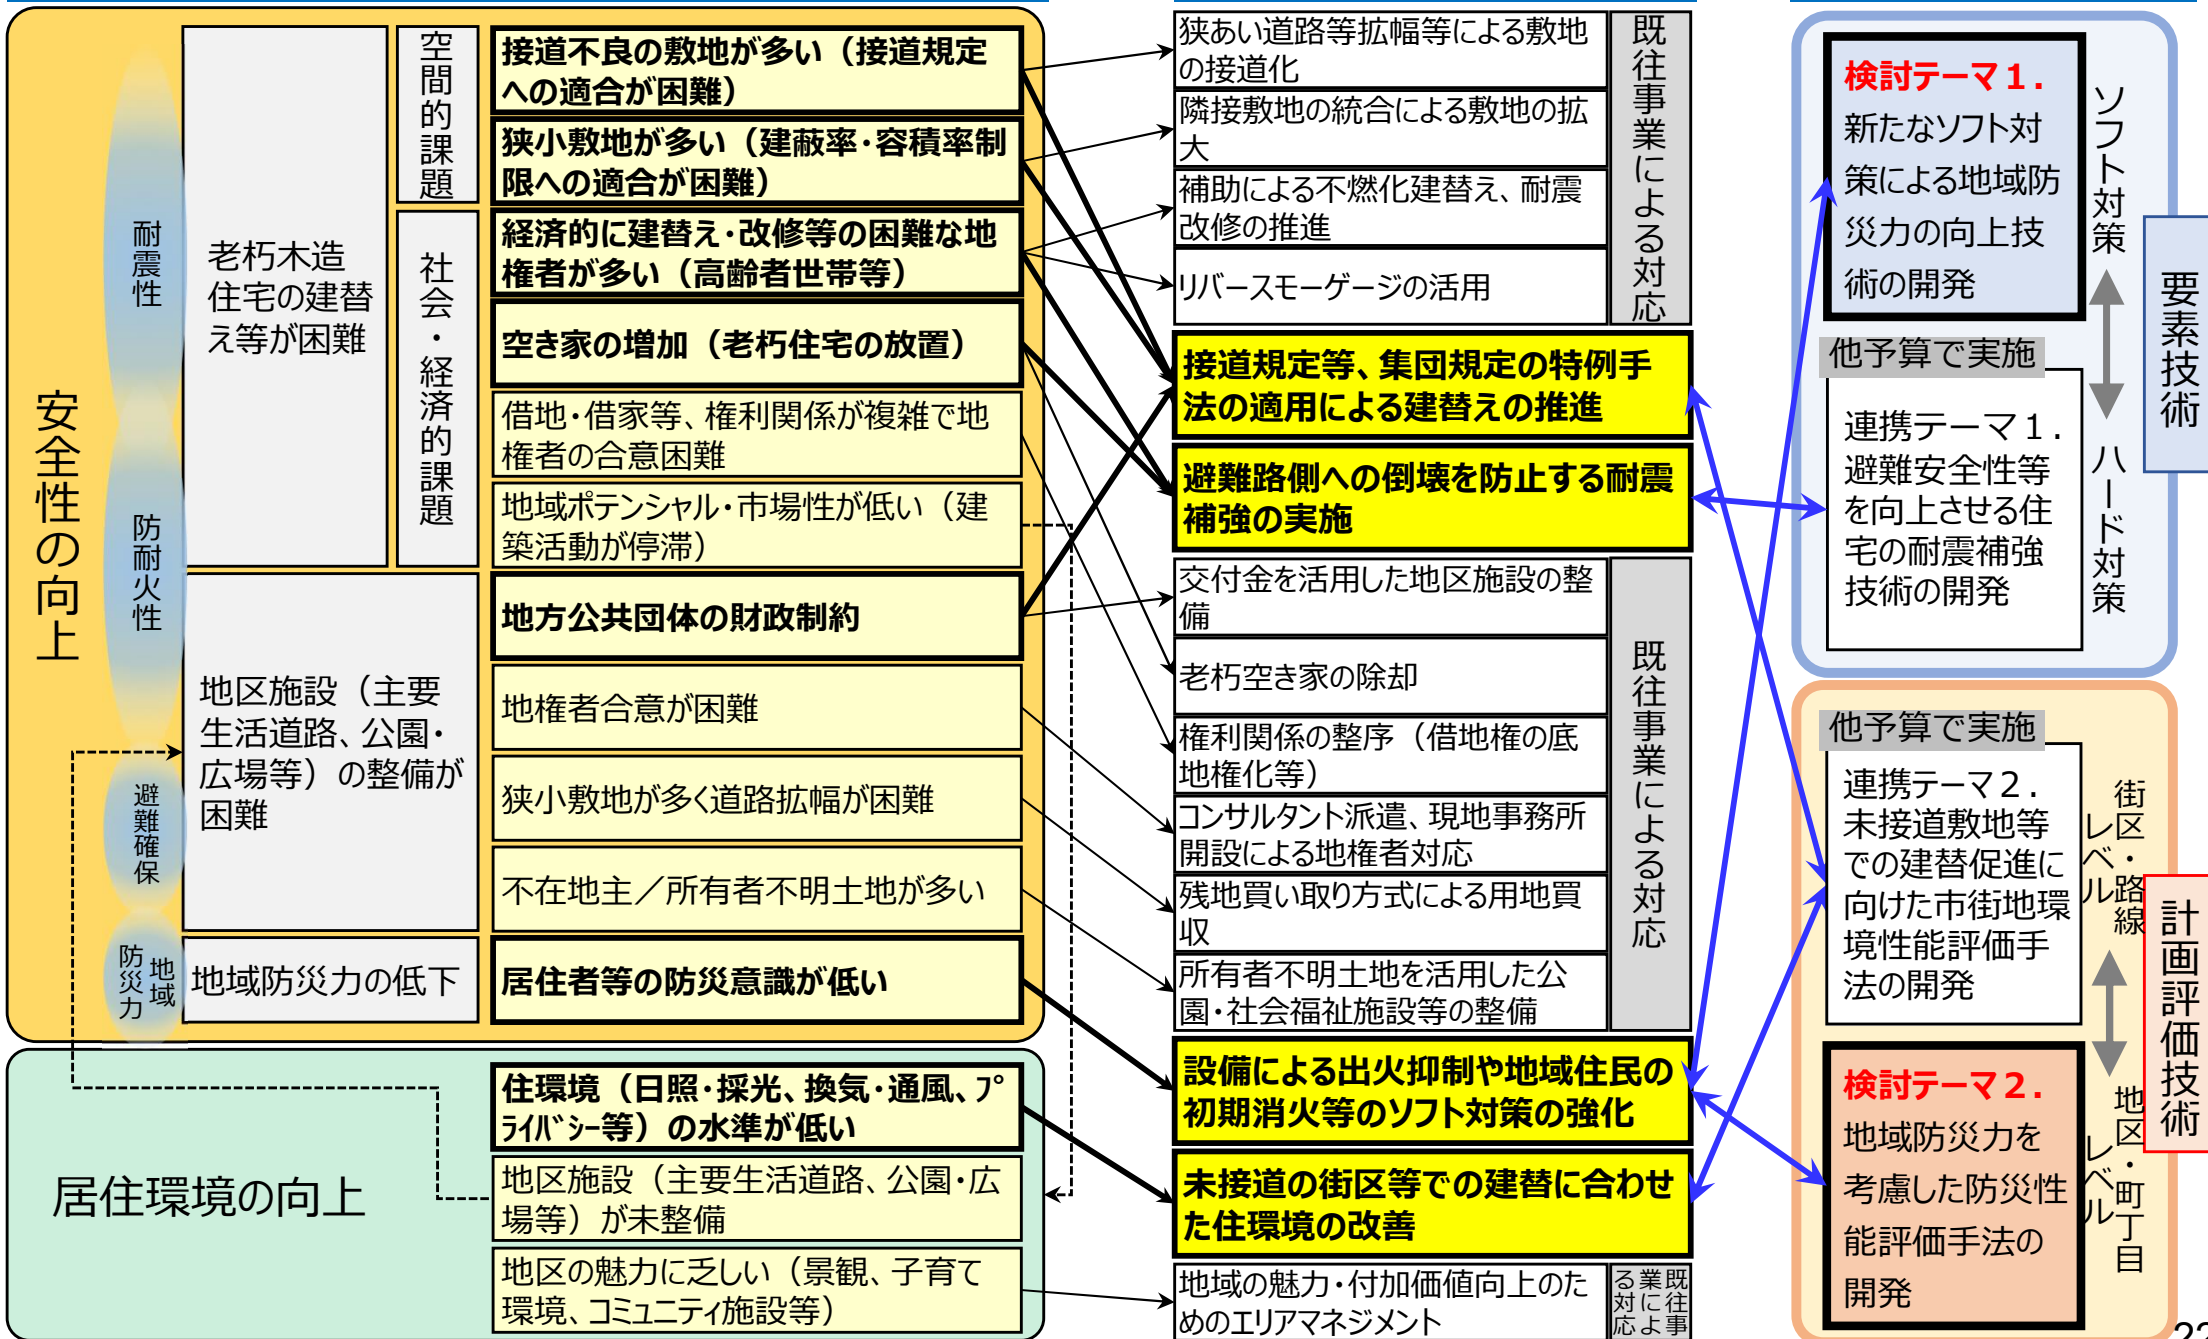 安全性の向上
耐震性
防耐火性
避難確保
地域
防災力
老朽木造
住宅の建替
え等が困難
空間的課題
社会・経済的課題
地区施設（主要
生活道路、公園・
広場等）の整備が
困難
地域防災力の低下
接道不良の敷地が多い（接道規定
への適合が困難）
狭小敷地が多い（建蔽率・容積率制
限への適合が困難）
経済的に建替え・改修等の困難な地
権者が多い（高齢者世帯等）
空き家の増加（老朽住宅の放置）
借地・借家等、権利関係が複雑で地
権者の合意困難
地域ポテンシャル・市場性が低い（建
築活動が停滞）
地方公共団体の財政制約
地権者合意が困難
狭小敷地が多く道路拡幅が困難
不在地主／所有者不明土地が多い
居住者等の防災意識が低い
居住環境の向上
住環境（日照・採光、換気・通風、ﾌﾟ
ﾗｲﾊﾞｼｰ等）の水準が低い
地区施設（主要生活道路、公園・広
場等）が未整備
地区の魅力に乏しい（景観、子育て
環境、コミュニティ施設等）
狭あい道路等拡幅等による敷地
の接道化
隣接敷地の統合による敷地の拡
大
補助による不燃化建替え、耐震
改修の推進
リバースモーゲージの活用
既往事業による対応
接道規定等、集団規定の特例手
法の適用による建替えの推進
避難路側への倒壊を防止する耐震
補強の実施
交付金を活用した地区施設の整
備
老朽空き家の除却
権利関係の整序（借地権の底
地権化等）
コンサルタント派遣、現地事務所
開設による地権者対応
残地買い取り方式による用地買
収
所有者不明土地を活用した公
園・社会福祉施設等の整備
既往事業による対応
設備による出火抑制や地域住民の
初期消火等のソフト対策の強化
未接道の街区等での建替に合わせ
た住環境の改善
地域の魅力・付加価値向上のた
めのエリアマネジメント
既往事
業によ
る対応
検討テーマ１．
新たなソフト対
策による地域防
災力の向上技
術の開発
他予算で実施
連携テーマ１．
避難安全性等
を向上させる住
宅の耐震補強
技術の開発
ソフト対策
ハード対策
要素技術
他予算で実施
連携テーマ２．
未接道敷地等
での建替促進に
向けた市街地環
境性能評価手
法の開発
検討テーマ２．
地域防災力を
考慮した防災性
能評価手法の
開発
街区・路線
レベル
地区・町丁目
レベル
計画評価技術